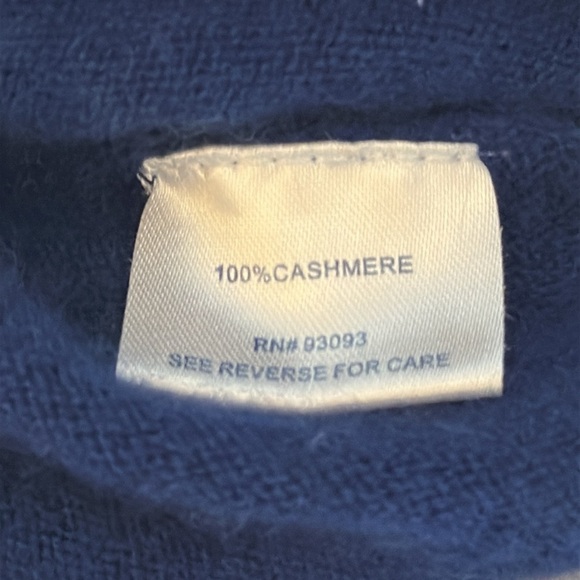 100%CASHMERE
RN# 93093
SEE REVERSE FOR CARE